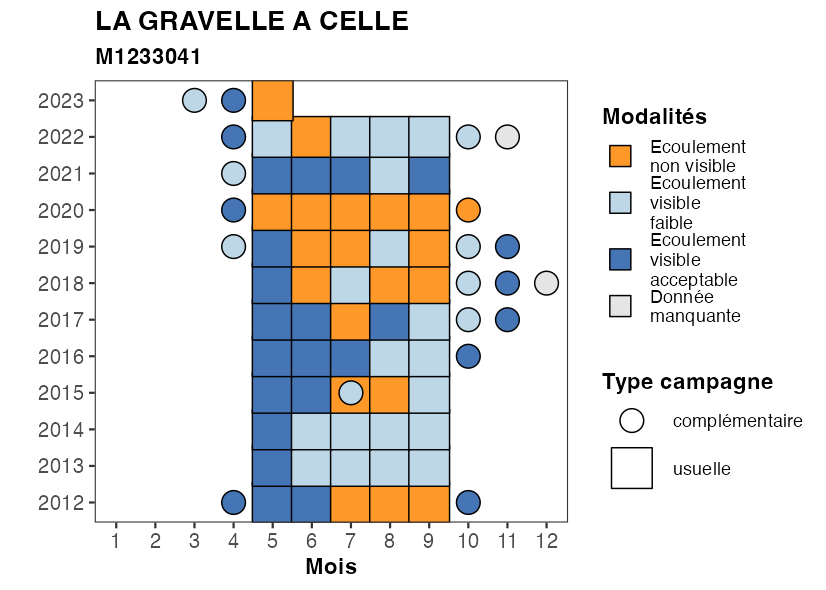 LA GRAVELLE A CELLE
M1233041
2023
2022
2021
2020
2019
2018
2017
2016
2015
2014
2013
2012
1 2 3 4 5 6 7 8 9 10 11 12
Mois
Modalités
Ecoulement
non visible
Ecoulement
visible
faible
Ecoulement
visible
acceptable
Donnée
manquante
Type campagne
complémentaire
usuelle